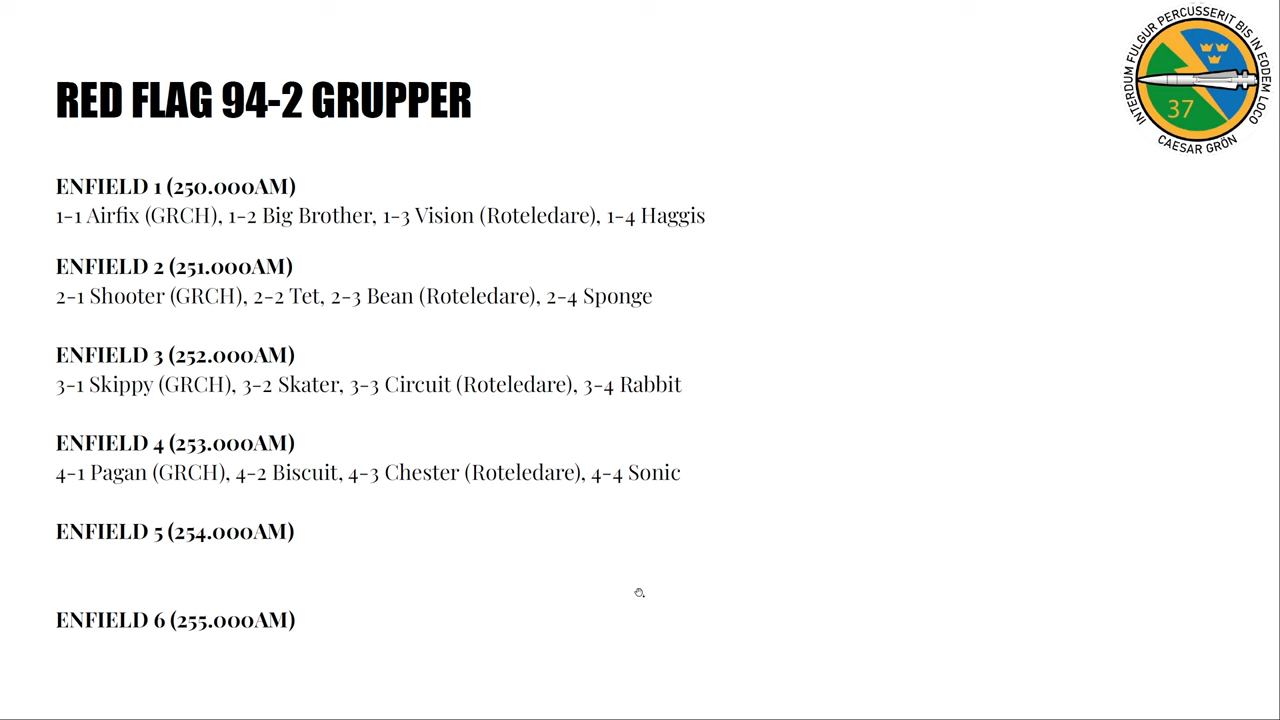 INTERDUM FULGUR PERCUSSERIT BIS IN EODEM LOCO
37
CAESAR GRÖN
RED FLAG 94-2 GRUPPER
ENFIELD 1 (250.000AM)
1-1 Airfix (GRCH), 1-2 Big Brother, 1-3 Vision (Roteledare), 1-4 Haggis
ENFIELD 2 (251.000AM)
2-1 Shooter (GRCH), 2-2 Tet, 2-3 Bean (Roteledare), 2-4 Sponge
ENFIELD 3 (252.000AM)
3-1 Skippy (GRCH), 3-2 Skater, 3-3 Circuit (Roteledare), 3-4 Rabbit
ENFIELD 4 (253.000AM)
4-1 Pagan (GRCH), 4-2 Biscuit, 4-3 Chester (Roteledare), 4-4 Sonic
ENFIELD 5 (254.000AM)
ENFIELD 6 (255.000AM)